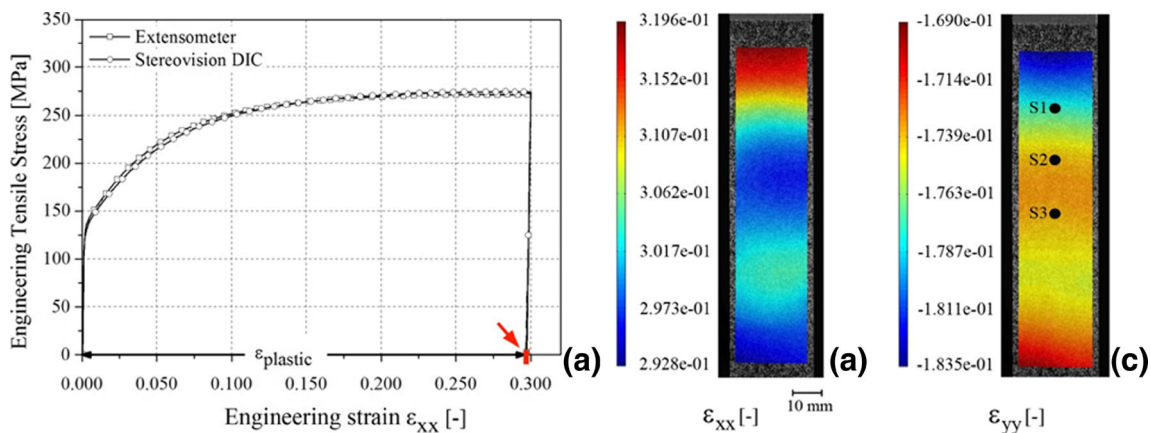 Engineering Tensile Stress [MPa]
350
300
250
200
150
100
50
0
Extensometer
Stereovision DIC
εplastic
0.000 0.050 0.100 0.150 0.200 0.250 0.300
Engineering strain εxx [-]
(a)
3.196e-01
3.152e-01
3.107e-01
3.062e-01
3.017e-01
2.973e-01
2.928e-01
(a)
10 mm
εxx [-]
-1.690e-01
-1.714e-01
-1.739e-01
-1.763e-01
-1.787e-01
-1.811e-01
-1.835e-01
S1
S2
S3
(c)
εyy [-]